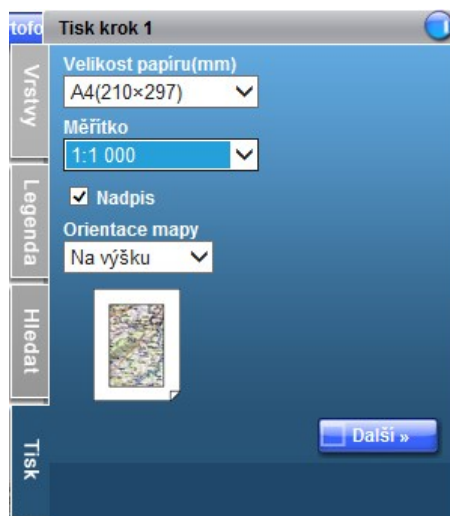 tofo
Tisk krok 1
Vrstvy
Legenda
Hledat
Tisk
Velikost papíru(mm)
A4(210×297)
Měřítko
1:1 000
Nadpis
Orientace mapy
Na výšku
Další »